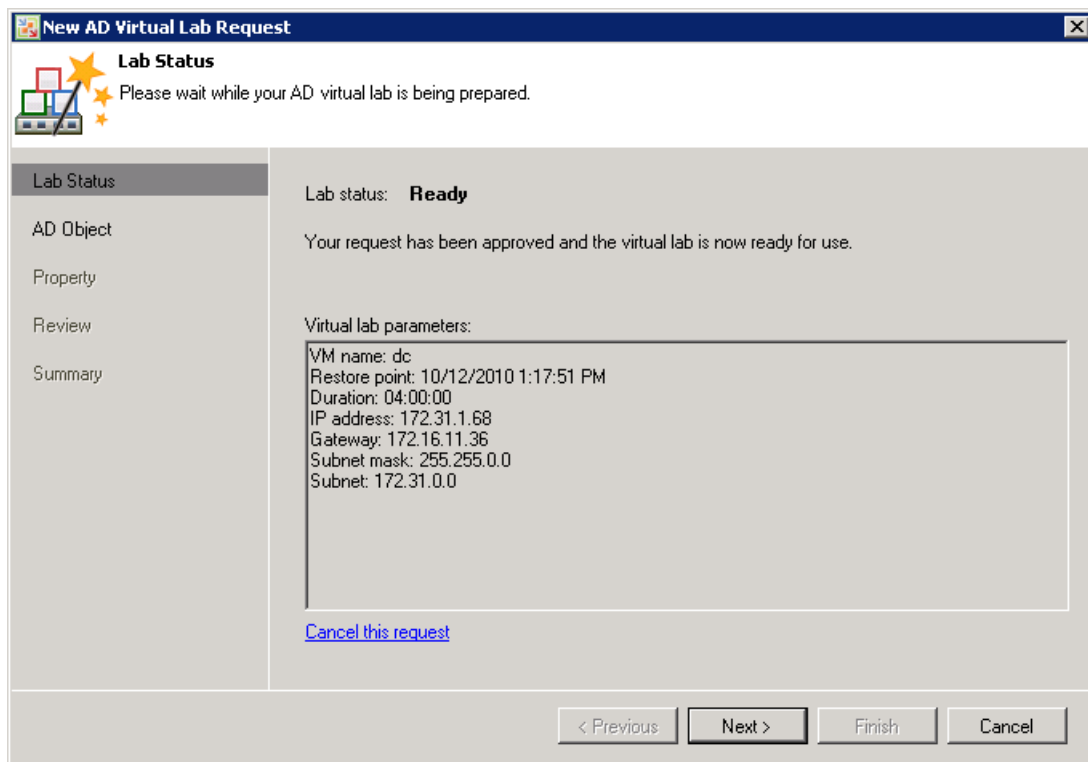 New AD Virtual Lab Request
Lab Status
Please wait while your AD virtual lab is being prepared.
Lab Status
AD Object
Property
Review
Summary
Lab status: Ready
Your request has been approved and the virtual lab is now ready for use.
Virtual lab parameters:
VM name: dc
Restore point: 10/12/2010 1:17:51 PM
Duration: 04:00:00
IP address: 172.31.1.68
Gateway: 172.16.11.36
Subnet mask: 255.255.0.0
Subnet: 172.31.0.0
Cancel this request
< Previous
Next >
Finish
Cancel